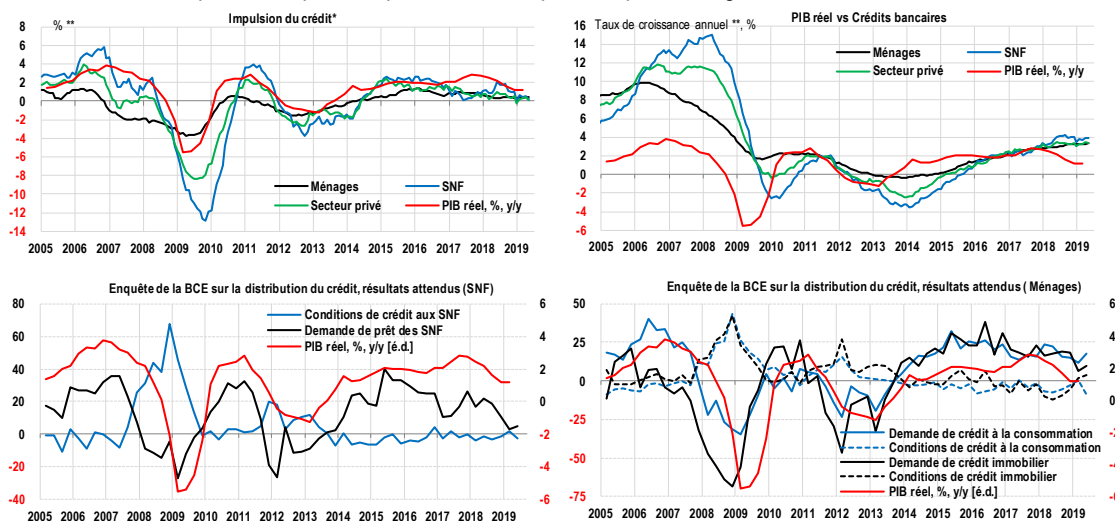 Impulsion du crédit*
% **
8
6
4
2
0
-2
-4
-6
-8
-10
-12
-14
Ménages
SNF
Secteur privé
PIB réel, %, y/y
2005 2006 2007 2008 2009 2010 2011 2012 2013 2014 2015 2016 2017 2018 2019
PIB réel vs Crédits bancaires
Taux de croissance annuel **, %
16
14
12
10
8
6
4
2
0
-2
-4
-6
Ménages
SNF
Secteur privé
PIB réel, %, y/y
2005 2006 2007 2008 2009 2010 2011 2012 2013 2014 2015 2016 2017 2018 2019
Enquête de la BCE sur la distribution du crédit, résultats attendus (SNF)
80
60
40
20
0
-20
-40
6
4
2
0
-2
-4
-6
Conditions de crédit aux SNF
Demande de prêt des SNF
PIB réel, %, y/y [é.d.]
2005 2006 2007 2008 2009 2010 2011 2012 2013 2014 2015 2016 2017 2018 2019
Enquête de la BCE sur la distribution du crédit, résultats attendus ( Ménages)
50
25
0
-25
-50
-75
6
4
2
0
Demande de crédit à la consommation
Conditions de crédit à la consommation
Demande de crédit immobilier
Conditions de crédit immobilier
PIB réel, %, y/y [é.d.]
2005 2006 2007 2008 2009 2010 2011 2012 2013 2014 2015 2016 2017 2018 2019